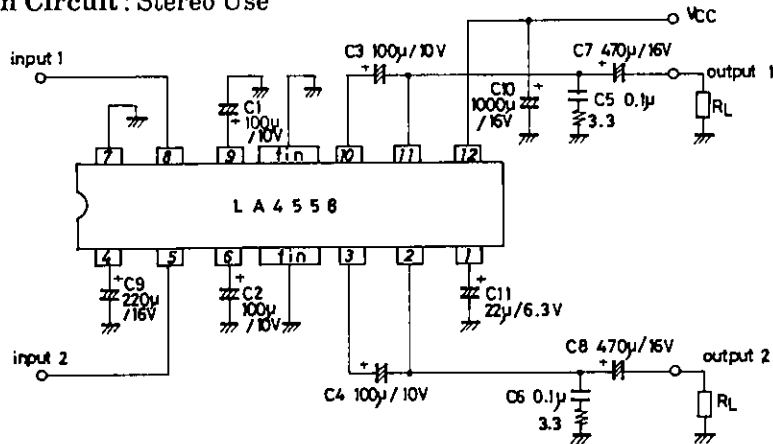 n Circuit : Stereo Use
VCC
input 1
C3 100μ/10V
C7 470μ/16V
output 1
C1
100μ
/10V
C10
1000μ
/16V
C5 0.1μ
3.3
RL
7 8 9 fin 10 11 12
LA4558
4 5 6 fin 3 2 1
C9
220μ
/16V
C2
100μ
/10V
C11
22μ/6.3V
input 2
C4 100μ/10V
C8 470μ/16V
output 2
C6 0.1μ
3.3
RL